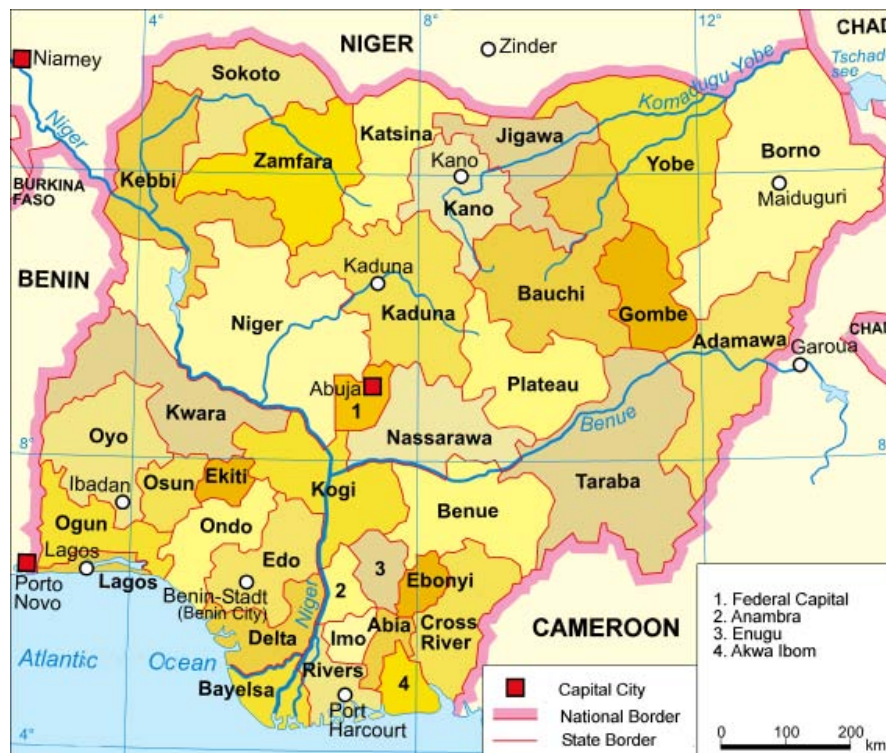 4°
8°
12°
NIGER
CHAD
Niamey
Zinder
Tschad-
see
Sokoto
Komadugu Yobe
Niger
Katsina
Jigawa
Zamfara
Kano
Yobe
Borno
Kebbi
BURKINA
FASO
Kano
Maiduguri
BENIN
Kaduna
Bauchi
Niger
Kaduna
Gombe
Adamawa
CHAD
Garoua
Abuja
1
Plateau
Kwara
Nassarawa
Benue
8°
8°
Oyo
Ibadan
Osun
Ekiti
Kogi
Taraba
Benue
Ogun
Ondo
Lagos
Lagos
Edo
3
Porto
Novo
Benin-Stadt
(Benin City)
Niger
2
Ebonyi
Delta
Imo
Abia
Cross
River
CAMEROON
Atlantic Ocean
Bayelsa
Rivers
4
Port
Harcourt
4°
1. Federal Capital
2. Anambra
3. Enugu
4. Akwa Ibom
Capital City
National Border
State Border
0 100 200
km